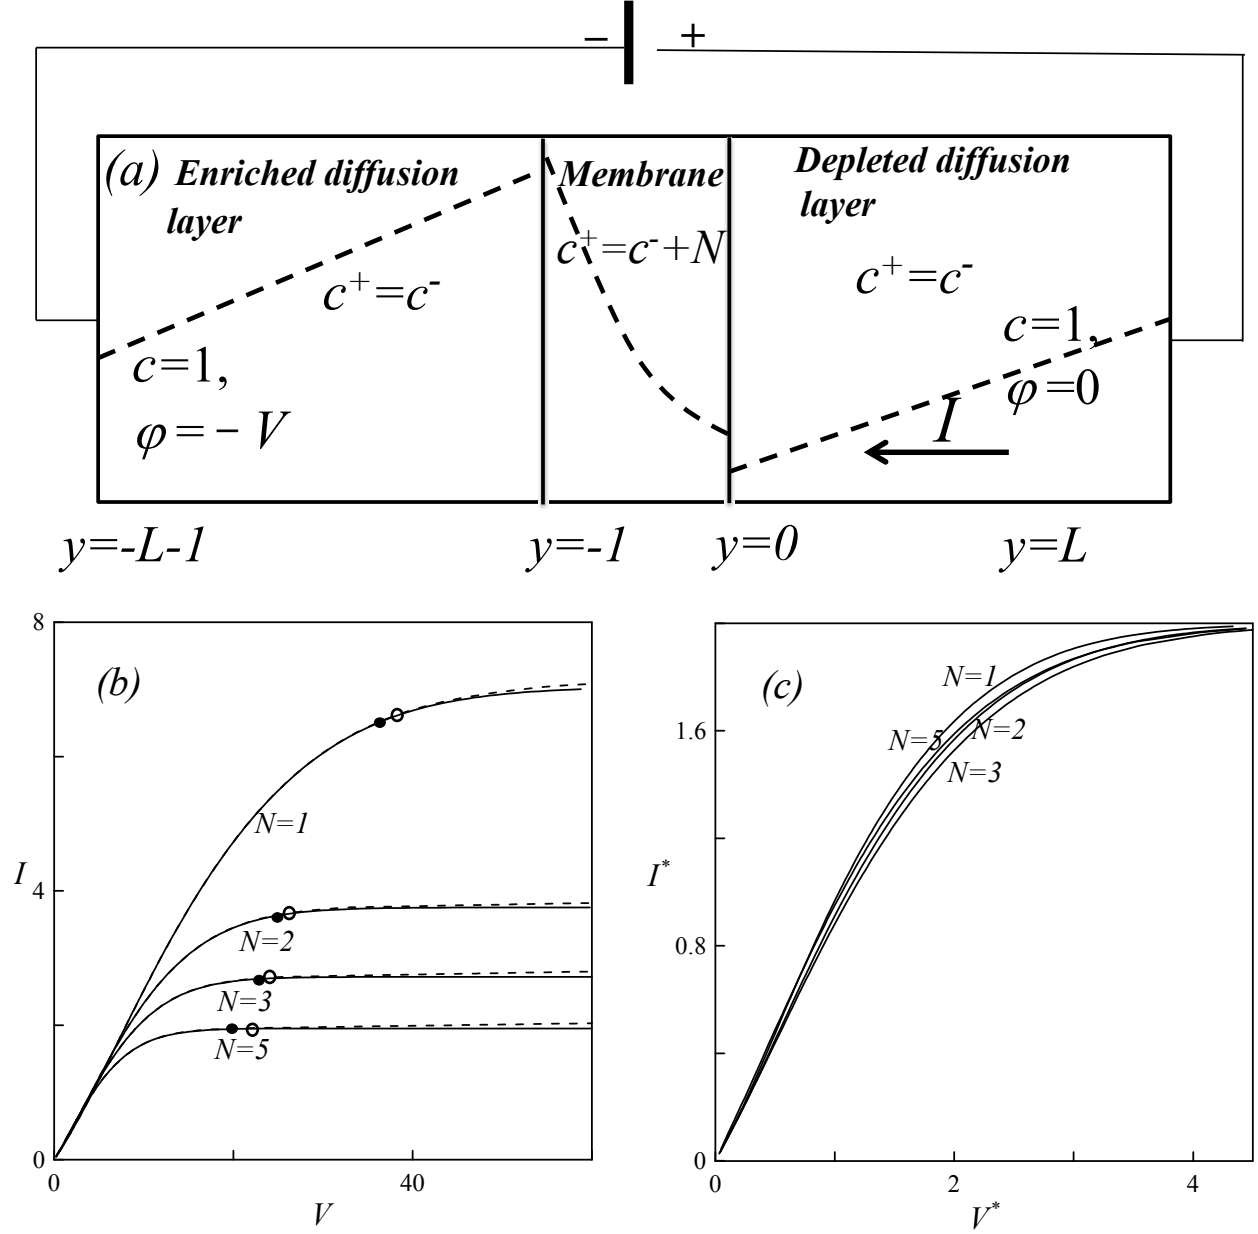 − +
(a) Enriched diffusion layer
Membrane
Depleted diffusion layer
c⁺=c⁻+N
c⁺=c⁻
c⁺=c⁻
c=1,
φ=− V
c=1,
φ=0
I
y=-L-1 y=-1 y=0 y=L
8
(b)
N=1
I
4
N=2
N=3
N=5
0
0 40
V
(c)
N=1
1.6
N=5 N=2
N=3
I*
0.8
0
0 2 4
V*